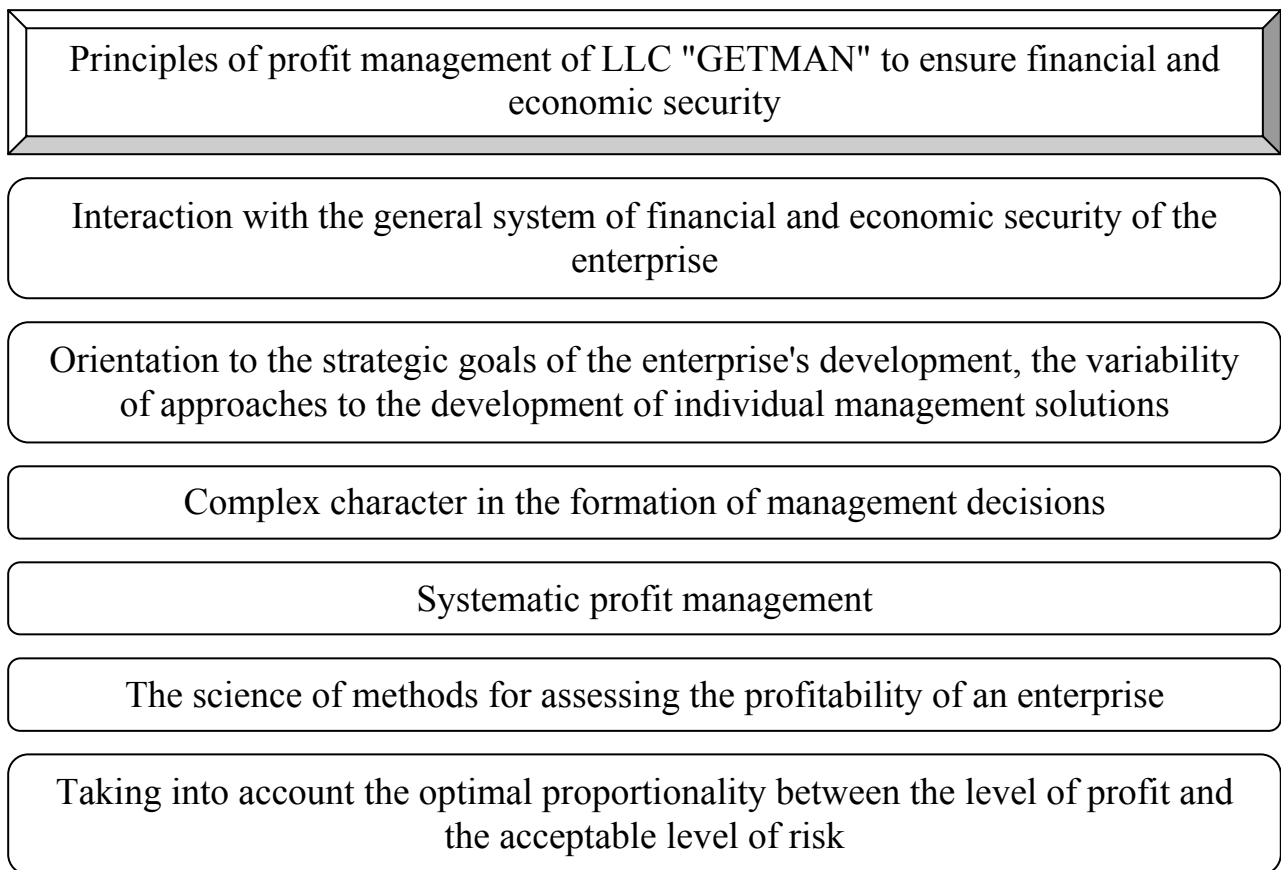 Principles of profit management of LLC "GETMAN" to ensure financial and
economic security
Interaction with the general system of financial and economic security of the
enterprise
Orientation to the strategic goals of the enterprise's development, the variability
of approaches to the development of individual management solutions
Complex character in the formation of management decisions
Systematic profit management
The science of methods for assessing the profitability of an enterprise
Taking into account the optimal proportionality between the level of profit and
the acceptable level of risk